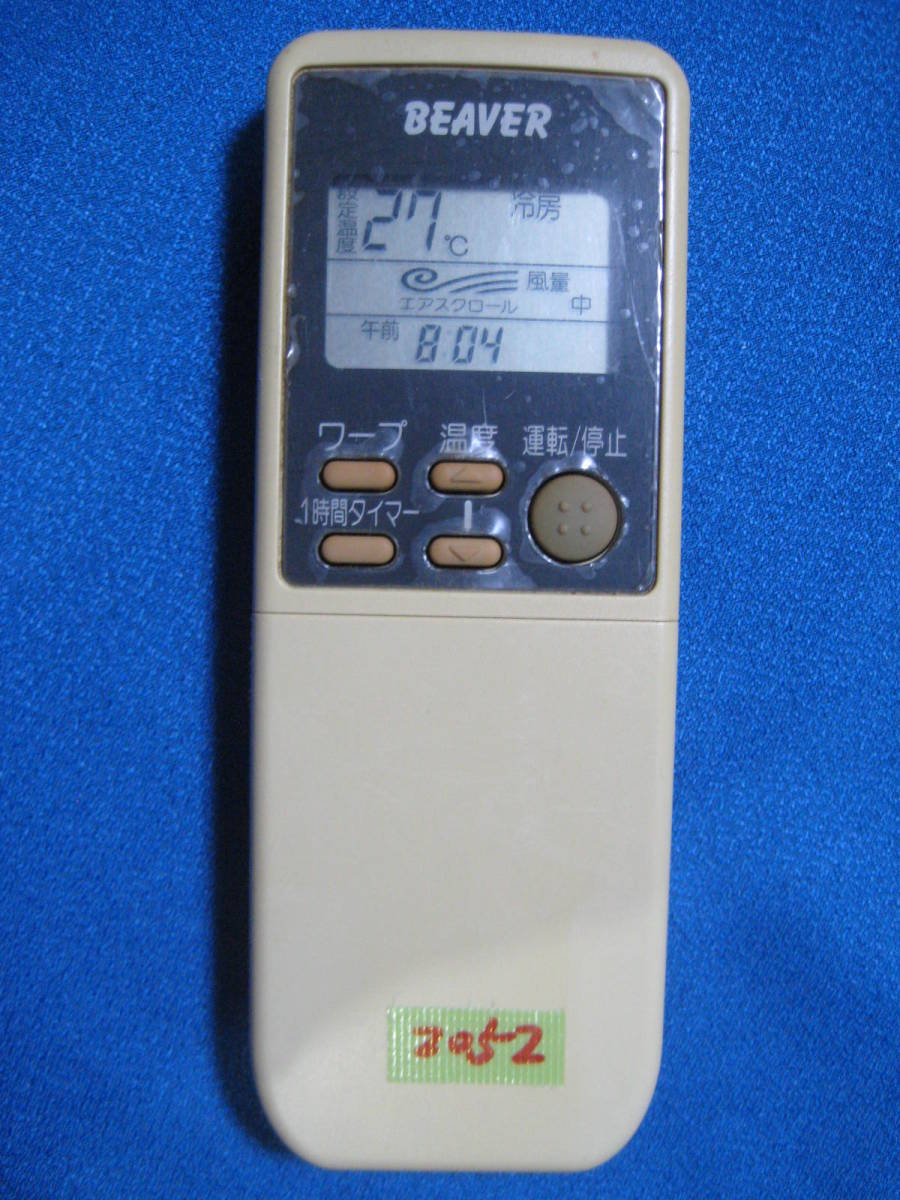 BEAVER
設定温度 27℃ 冷房
エアスクロール 風量 中
午前 8:04
ワープ 温度 運転/停止
1時間タイマー
2052